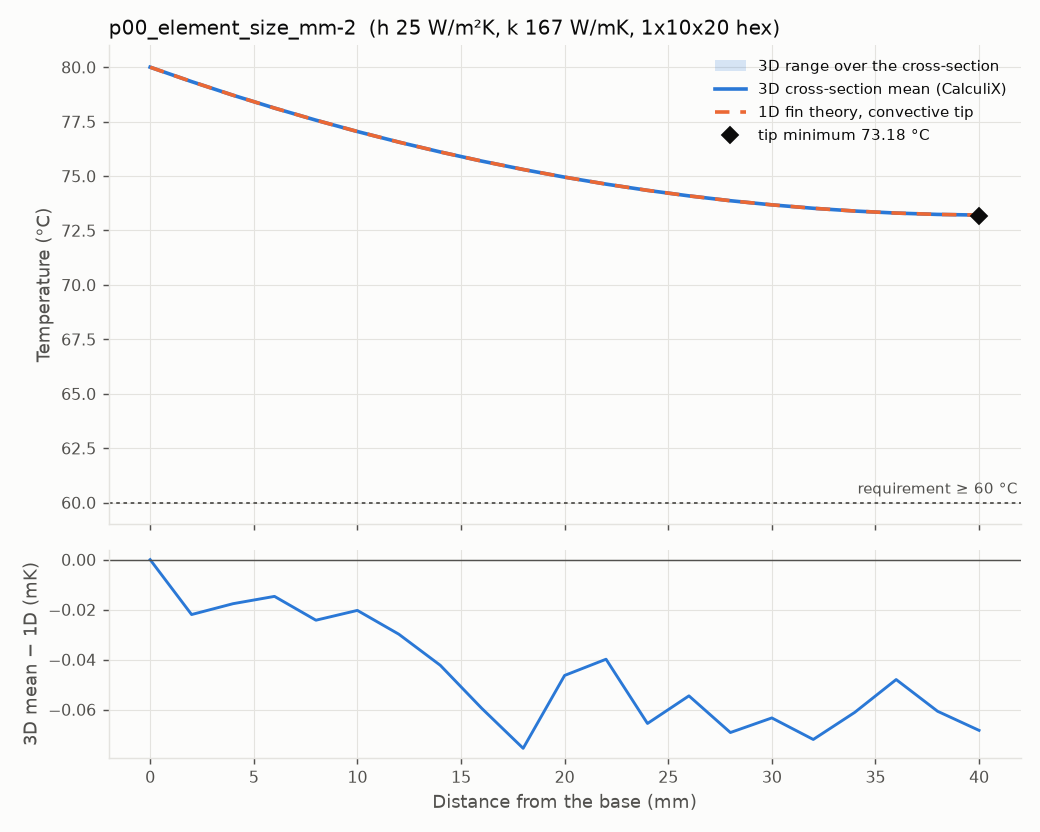 p00_element_size_mm-2  (h 25 W/m²K, k 167 W/mK, 1x10x20 hex)
3D range over the cross-section
3D cross-section mean (CalculiX)
1D fin theory, convective tip
tip minimum 73.18 °C
Temperature (°C)
80.0
77.5
75.0
72.5
70.0
67.5
65.0
62.5
60.0
requirement ≥ 60 °C
3D mean − 1D (mK)
0.00
−0.02
−0.04
−0.06
0 5 10 15 20 25 30 35 40
Distance from the base (mm)